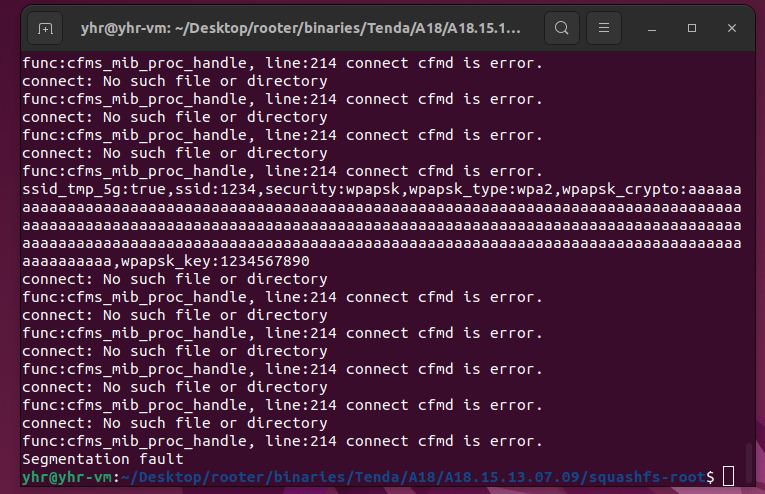 yhr@yhr-vm: ~/Desktop/rooter/binaries/Tenda/A18/A18.15.1...
func:cfms_mib_proc_handle, line:214 connect cfmd is error.
connect: No such file or directory
func:cfms_mib_proc_handle, line:214 connect cfmd is error.
connect: No such file or directory
func:cfms_mib_proc_handle, line:214 connect cfmd is error.
connect: No such file or directory
func:cfms_mib_proc_handle, line:214 connect cfmd is error.
ssid_tmp_5g:true,ssid:1234,security:wpapsk,wpapsk_type:wpa2,wpapsk_crypto:aaaaaa
aaaaaaaaaaaaaaaaaaaaaaaaaaaaaaaaaaaaaaaaaaaaaaaaaaaaaaaaaaaaaaaaaaaaaaaaaaaaaaaa
aaaaaaaaaaaaaaaaaaaaaaaaaaaaaaaaaaaaaaaaaaaaaaaaaaaaaaaaaaaaaaaaaaaaaaaaaaaaaaaa
aaaaaaaaaaaaaaaaaaaaaaaaaaaaaaaaaaaaaaaaaaaaaaaaaaaaaaaaaaaaaaaaaaaaaaaaaaaaaaaa
aaaaaaaaaa,wpapsk_key:1234567890
connect: No such file or directory
func:cfms_mib_proc_handle, line:214 connect cfmd is error.
connect: No such file or directory
func:cfms_mib_proc_handle, line:214 connect cfmd is error.
connect: No such file or directory
func:cfms_mib_proc_handle, line:214 connect cfmd is error.
connect: No such file or directory
func:cfms_mib_proc_handle, line:214 connect cfmd is error.
connect: No such file or directory
func:cfms_mib_proc_handle, line:214 connect cfmd is error.
Segmentation fault
yhr@yhr-vm:~/Desktop/rooter/binaries/Tenda/A18/A18.15.13.07.09/squashfs-root$